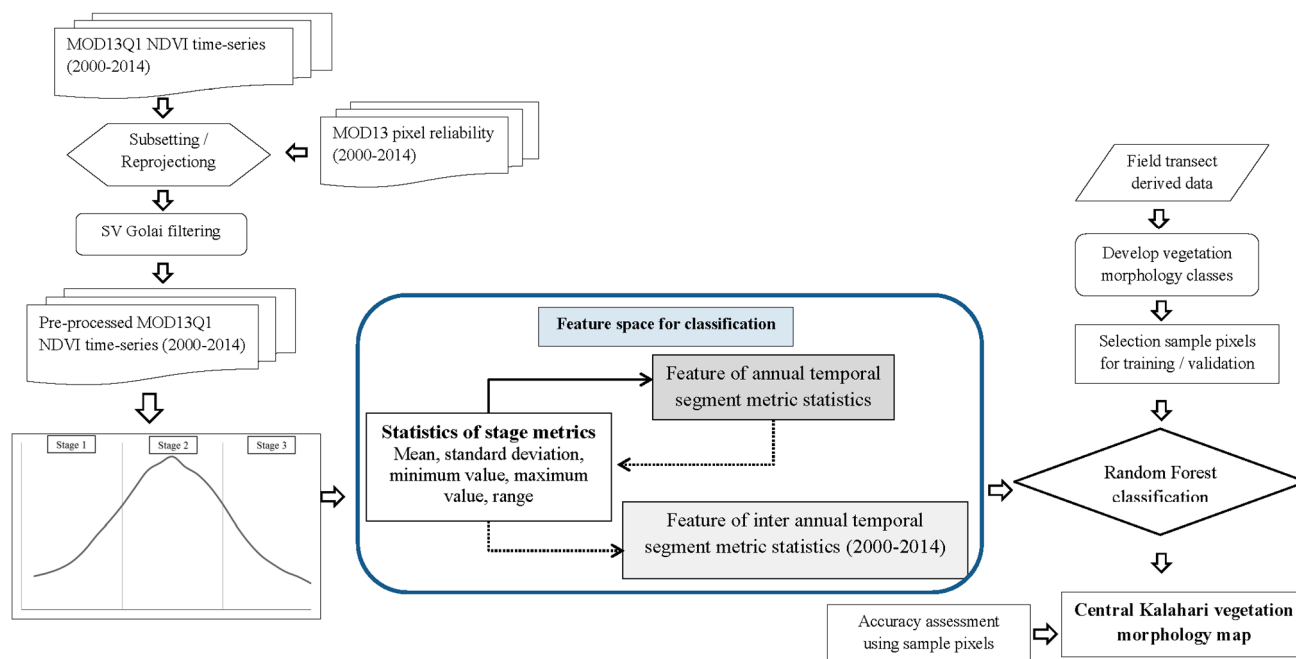 MOD13Q1 NDVI time-series
(2000-2014)
MOD13 pixel reliability
(2000-2014)
Subsetting /
Reprojectiong
SV Golai filtering
Pre-processed MOD13Q1
NDVI time-series (2000-2014)
Stage 1
Stage 2
Stage 3
Feature space for classification
Feature of annual temporal
segment metric statistics
Statistics of stage metrics
Mean, standard deviation,
minimum value, maximum
value, range
Feature of inter annual temporal
segment metric statistics (2000-2014)
Field transect
derived data
Develop vegetation
morphology classes
Selection sample pixels
for training / validation
Random Forest
classification
Accuracy assessment
using sample pixels
Central Kalahari vegetation
morphology map